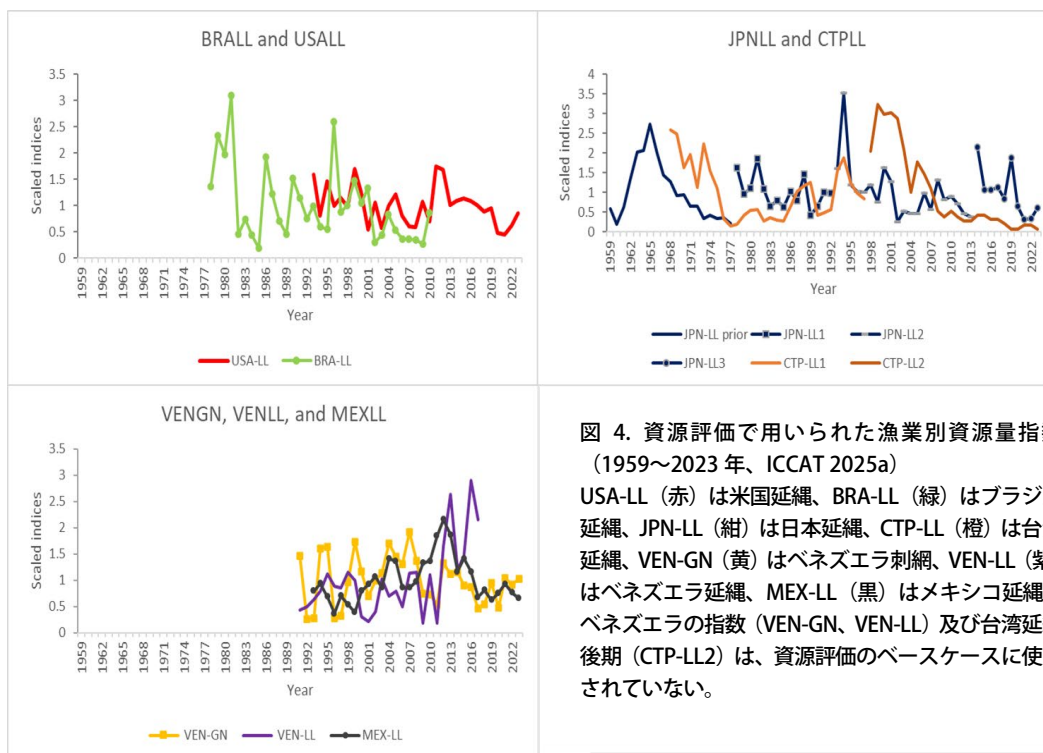 BRALL and USALL
3.5
3
2.5
2
1.5
1
0.5
0
Scaled indices
1959 1962 1965 1968 1971 1974 1977 1980 1983 1986 1989 1992 1995 1998 2001 2004 2007 2010 2013 2016 2019 2022
Year
USA-LL BRA-LL
JPNLL and CTPLL
4
3.5
3
2.5
2
1.5
1
0.5
0
Scaled indices
1959 1962 1965 1968 1971 1974 1977 1980 1983 1986 1989 1992 1995 1998 2001 2004 2007 2010 2013 2016 2019 2022
Year
JPN-LL prior JPN-LL1 JPN-LL2
JPN-LL3 CTP-LL1 CTP-LL2
VENGN, VENLL, and MEXLL
3.5
3
2.5
2
1.5
1
0.5
0
Scaled indices
1959 1962 1965 1968 1971 1974 1977 1980 1983 1986 1989 1992 1995 1998 2001 2004 2007 2010 2013 2016 2019 2022
Year
VEN-GN VEN-LL MEX-LL
図 4. 資源評価で用いられた漁業別資源量指
（1959～2023 年、ICCAT 2025a）
USA-LL（赤）は米国延縄、BRA-LL（緑）はブラジ
延縄、JPN-LL（紺）は日本延縄、CTP-LL（橙）は台
延縄、VEN-GN（黄）はベネズエラ刺網、VEN-LL（
はベネズエラ延縄、MEX-LL（黒）はメキシコ延縄
ベネズエラの指数（VEN-GN、VEN-LL）及び台湾延
後期（CTP-LL2）は、資源評価のベースケースに使
されていない。